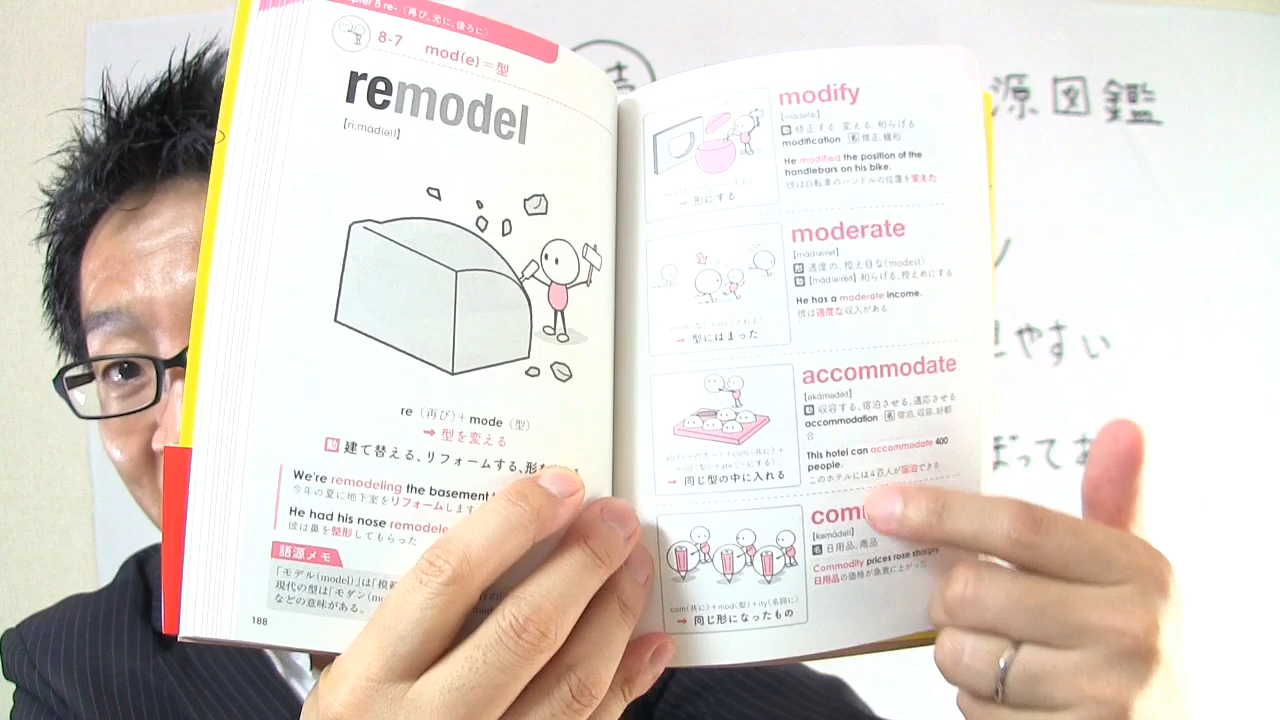 re-（再び、元に、後ろに）
8-7 mod(e)＝型
remodel
re（再び）+ mode（型）
➡ 型を変える
動 建て替える、リフォームする、形を
We're remodeling the basement
今年の夏に地下室をリフォームします
He had his nose remodele
彼は鼻を整形してもらった
語源メモ
「モデル(model)」は「模
現代の型は「モダン(mo
などの意味がある。
188
modify
動 修正する、変える、和らげる
modification 名 修正、緩和
He modified the position of the
handlebars on his bike.
彼は自転車のハンドルの位置を変えた
➡ 形にする
moderate
形 適度の、控え目な(modest)
動 和らげる、控えめにする
He has a moderate income.
彼は適度な収入がある
➡ 型にはまった
accommodate
動 収容する、宿泊させる、適応させる
accommodation 名 宿泊、収容、好都
合
This hotel can accommodate 400
people.
このホテルには4百人が宿泊できる
➡ 同じ型の中に入れる
com
名 日用品、商品
Commodity prices rose sharply
日用品の価格が急激に上がった
com(共に)+mod(型)+ity(名詞に)
➡ 同じ形になったもの
源図鑑
やすい